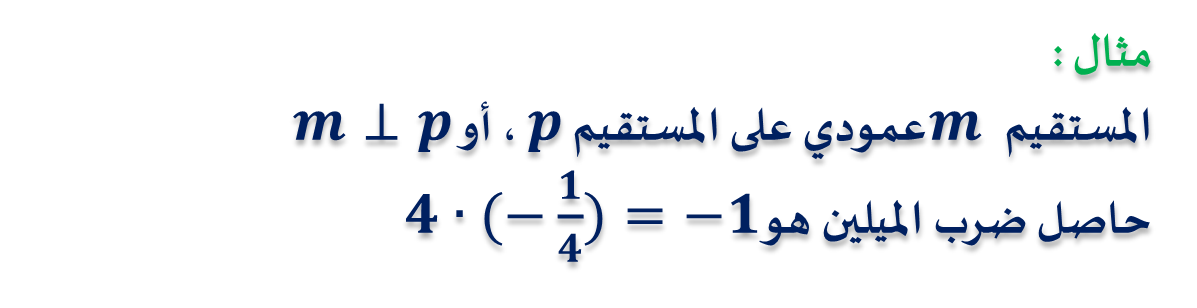 مثال :
المستقيم m عمودي على المستقيم p ، أو m ⊥ p
حاصل ضرب الميلين هو 4 · (−1/4) = −1